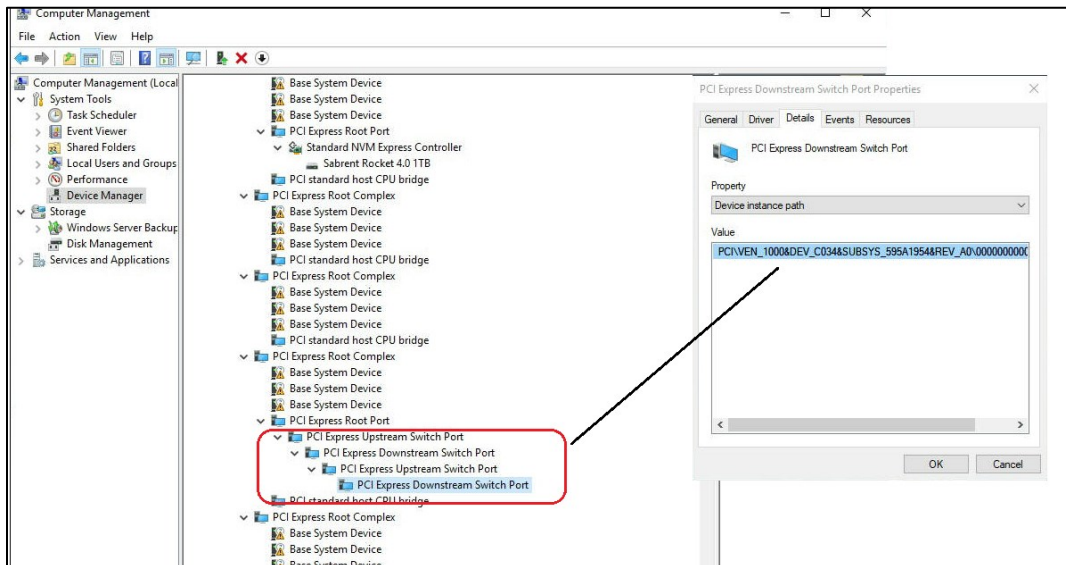 Computer Management
File Action View Help
Computer Management (Local
System Tools
Task Scheduler
Event Viewer
Shared Folders
Local Users and Groups
Performance
Device Manager
Storage
Windows Server Backup
Disk Management
Services and Applications
Base System Device
Base System Device
Base System Device
PCI Express Root Port
Standard NVM Express Controller
Sabrent Rocket 4.0 1TB
PCI standard host CPU bridge
PCI Express Root Complex
Base System Device
Base System Device
Base System Device
PCI standard host CPU bridge
PCI Express Root Complex
Base System Device
Base System Device
Base System Device
PCI standard host CPU bridge
PCI Express Root Complex
Base System Device
Base System Device
Base System Device
PCI Express Root Port
PCI Express Upstream Switch Port
PCI Express Downstream Switch Port
PCI Express Upstream Switch Port
PCI Express Downstream Switch Port
PCI standard host CPU bridge
PCI Express Root Complex
Base System Device
Base System Device
Base System Device
PCI Express Downstream Switch Port Properties
General Driver Details Events Resources
PCI Express Downstream Switch Port
Property
Device instance path
Value
PCI\VEN_1000&DEV_C034&SUBSYS_595A1954&REV_A0\000000000
OK Cancel